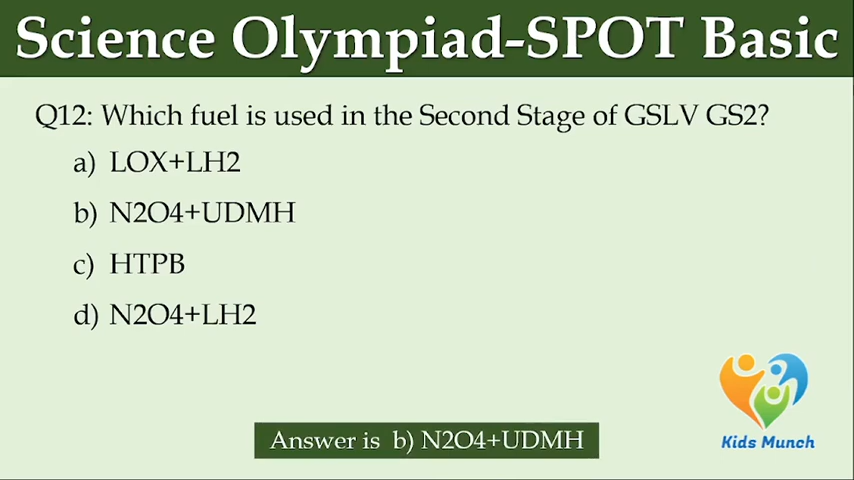 Science Olympiad-SPOT Basic
Q12: Which fuel is used in the Second Stage of GSLV GS2?
a) LOX+LH2
b) N2O4+UDMH
c) HTPB
d) N2O4+LH2
Kids Munch
Answer is b) N2O4+UDMH